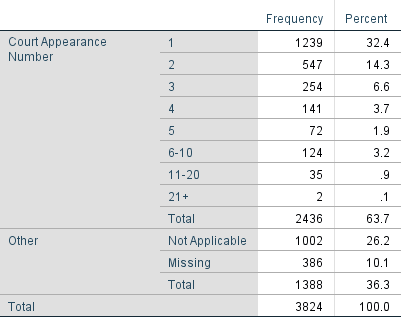 Frequency Percent
Court Appearance Number 1 1239 32.4
2 547 14.3
3 254 6.6
4 141 3.7
5 72 1.9
6-10 124 3.2
11-20 35 .9
21+ 2 .1
Total 2436 63.7
Other Not Applicable 1002 26.2
Missing 386 10.1
Total 1388 36.3
Total 3824 100.0